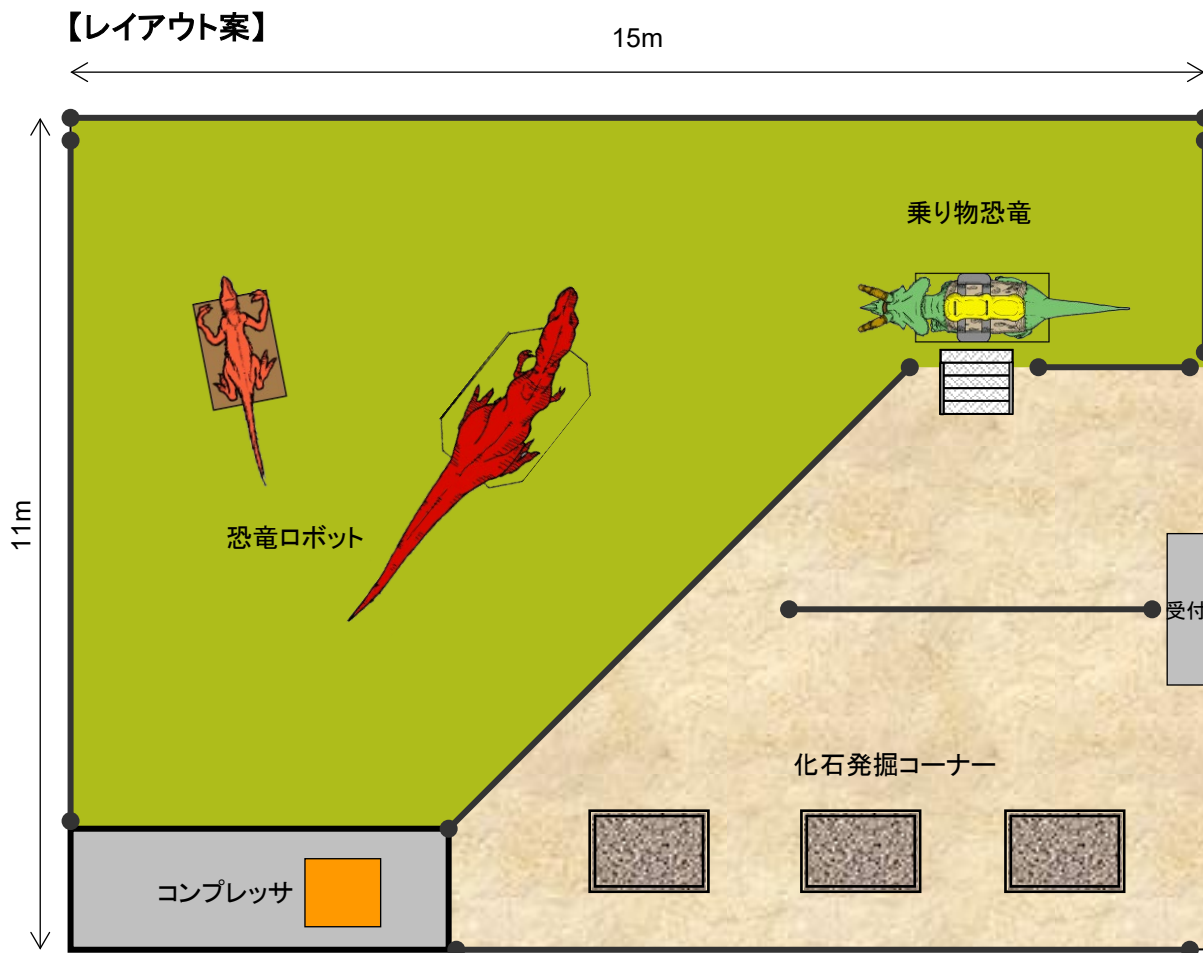 【レイアウト案】
15m
乗り物恐竜
11m
恐竜ロボット
受付
化石発掘コーナー
コンプレッサ